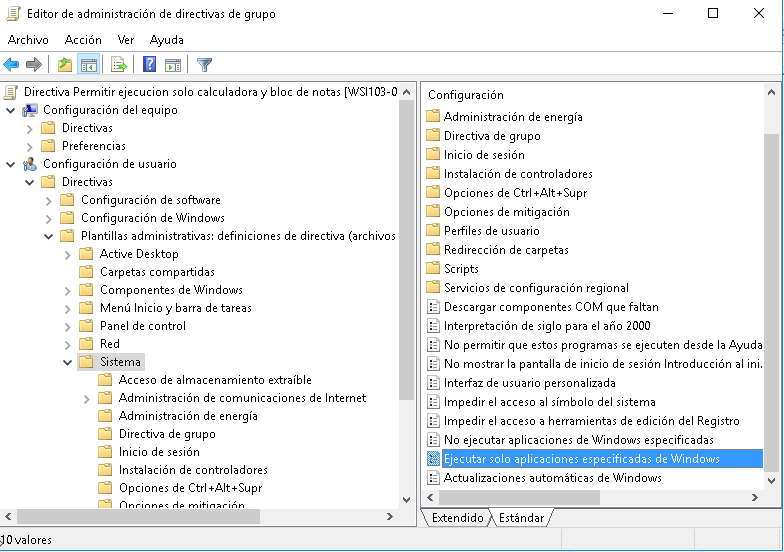 Editor de administración de directivas de grupo
Archivo Acción Ver Ayuda
Directiva Permitir ejecucion solo calculadora y bloc de notas [WSI103-0
Configuración del equipo
Directivas
Preferencias
Configuración de usuario
Directivas
Configuración de software
Configuración de Windows
Plantillas administrativas: definiciones de directiva (archivos
Active Desktop
Carpetas compartidas
Componentes de Windows
Menú Inicio y barra de tareas
Panel de control
Red
Sistema
Acceso de almacenamiento extraíble
Administración de comunicaciones de Internet
Administración de energía
Directiva de grupo
Inicio de sesión
Instalación de controladores
Opciones de Ctrl+Alt+Supr
Opciones de mitigación
Configuración
Administración de energía
Directiva de grupo
Inicio de sesión
Instalación de controladores
Opciones de Ctrl+Alt+Supr
Opciones de mitigación
Perfiles de usuario
Redirección de carpetas
Scripts
Servicios de configuración regional
Descargar componentes COM que faltan
Interpretación de siglo para el año 2000
No permitir que estos programas se ejecuten desde la Ayuda
No mostrar la pantalla de inicio de sesión Introducción al ini...
Interfaz de usuario personalizada
Impedir el acceso al símbolo del sistema
Impedir el acceso a herramientas de edición del Registro
No ejecutar aplicaciones de Windows especificadas
Ejecutar solo aplicaciones especificadas de Windows
Actualizaciones automáticas de Windows
Extendido Estándar
10 valores